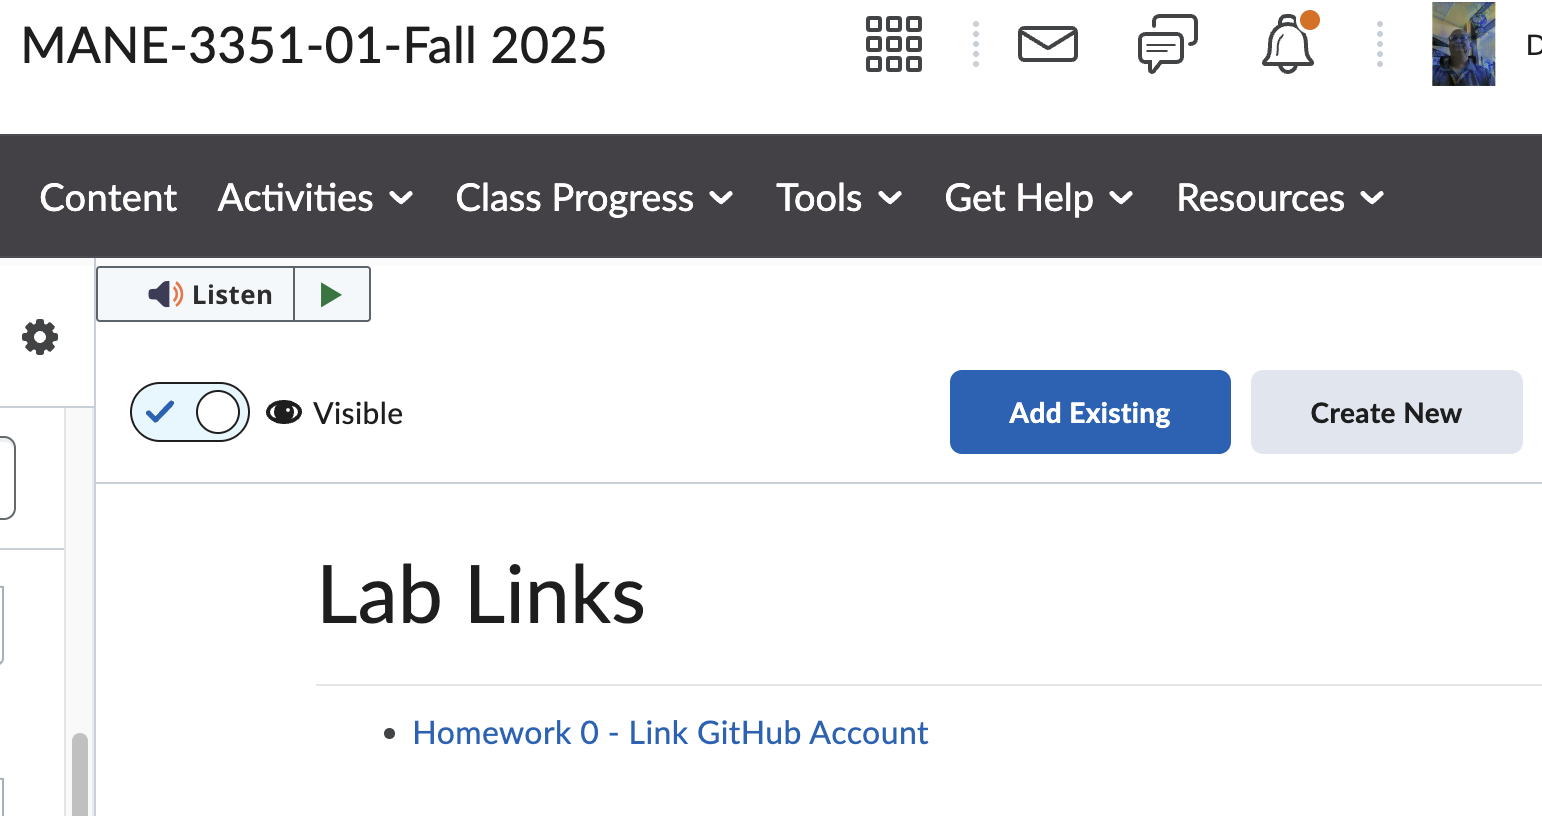 MANE-3351-01-Fall 2025
D
Content Activities Class Progress Tools Get Help Resources
Listen
Visible
Add Existing Create New
Lab Links
• Homework 0 - Link GitHub Account